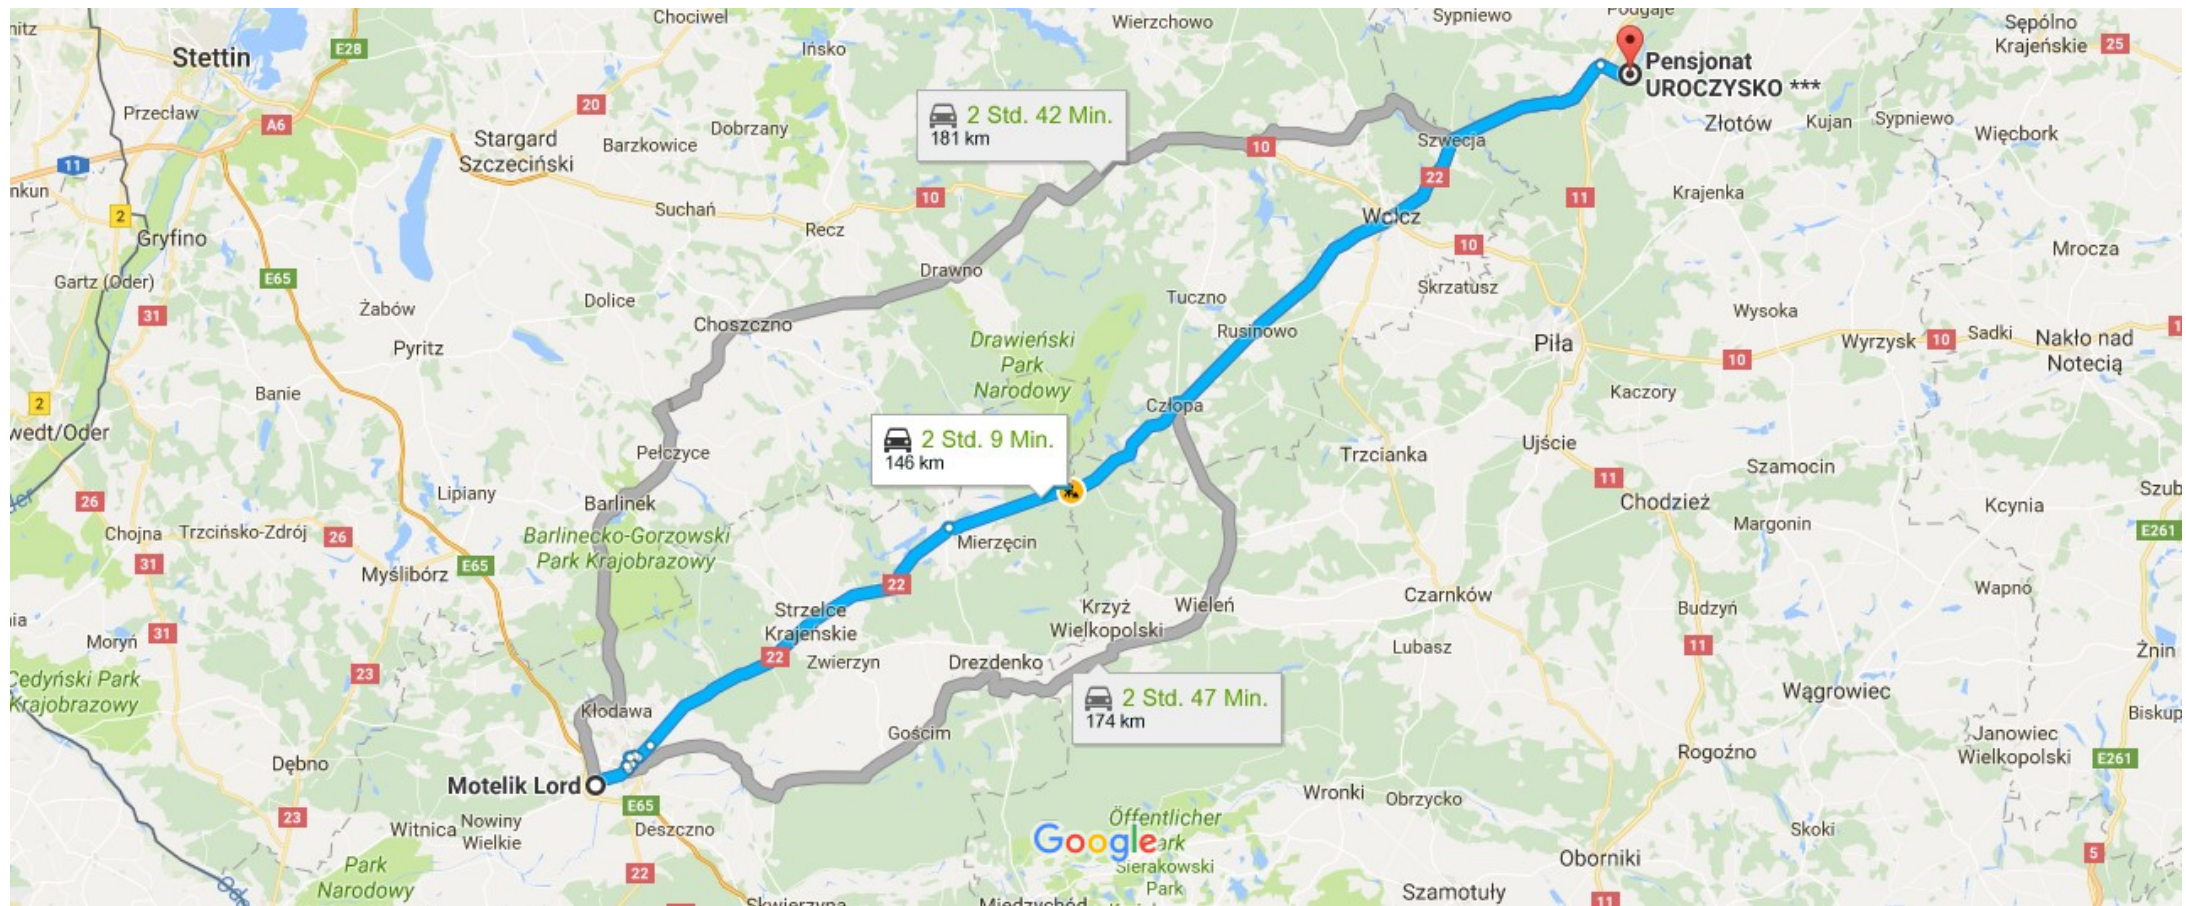 Chociwel
Wierzchowo
Sypniewo
Podgaje
Sępólno
Krajeńskie
25
nitz
Stettin
E28
Ińsko
Pensjonat
UROCZYSKO ***
Przecław
A6
20
Stargard
Szczeciński
Barzkowice
Dobrzany
2 Std. 42 Min.
181 km
10
Szwecja
Złotów
Kujan
Sypniewo
Więcbork
11
nkun
2
Gryfino
Suchań
Recz
10
22
11
Krajenka
Wałcz
10
Mrocza
Gartz (Oder)
E65
31
Żabów
Dolice
Drawno
Tuczno
Skrzatusz
Wysoka
Choszczno
Pyritz
Drawieński
Park
Narodowy
Rusinowo
Piła
10
Wyrzysk
10
Sadki
Nakło nad
Notecią
1
Banie
2
wedt/Oder
Człopa
Kaczory
2 Std. 9 Min.
146 km
Pełczyce
Trzcianka
Ujście
11
Szamocin
Lipiany
Barlinek
26
Chojna
Trzcińsko-Zdrój
26
Barlinecko-Gorzowski
Park Krajobrazowy
Mierzęcin
Chodzież
Margonin
Kcynia
Szub
E261
31
Myślibórz
E65
22
Strzelce
Krajeńskie
Krzyż
Wielkopolski
Wieleń
Czarnków
Budzyń
Wapno
nia
Moryń
31
23
22
Zwierzyn
Drezdenko
Lubasz
11
Żnin
Cedyński Park
Krajobrazowy
Kłodawa
2 Std. 47 Min.
174 km
Wągrowiec
Biskup
Gościm
Janowiec
Wielkopolski
Rogoźno
E261
Dębno
Motelik Lord
E65
Wronki
Obrzycko
23
Witnica
Nowiny
Wielkie
Deszczno
Google
Öffentlicher
ark
Sierakowski
Park
Skoki
Oborniki
5
Park
Narodowy
22
Szamotuły
11
Skwierzyna
Międzychód